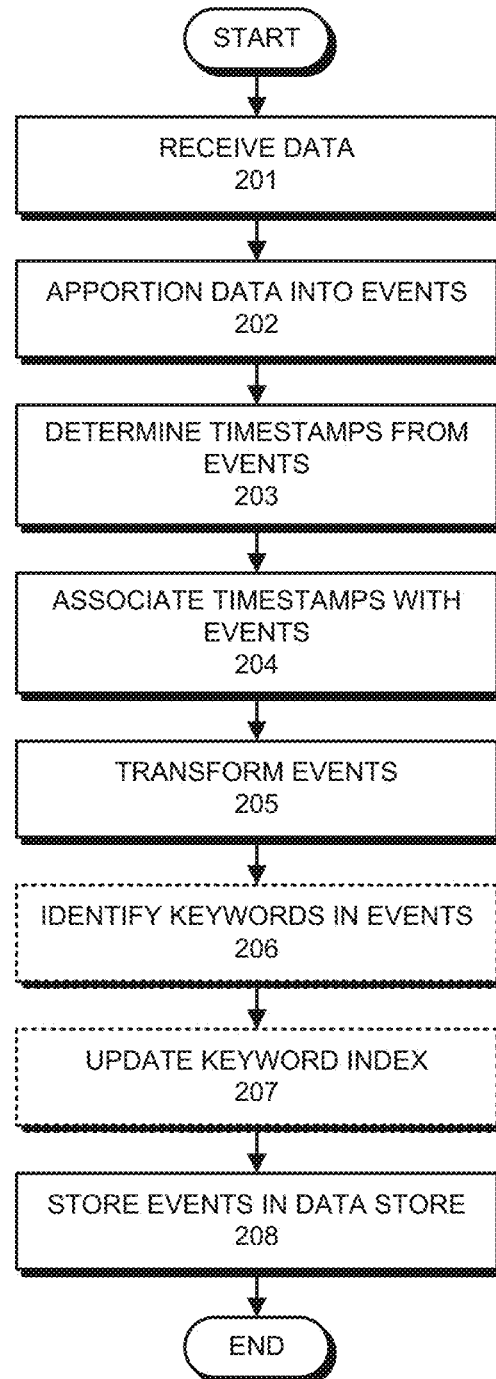 START
RECEIVE DATA
201
APPORTION DATA INTO EVENTS
202
DETERMINE TIMESTAMPS FROM
EVENTS
203
ASSOCIATE TIMESTAMPS WITH
EVENTS
204
TRANSFORM EVENTS
205
IDENTIFY KEYWORDS IN EVENTS
206
UPDATE KEYWORD INDEX
207
STORE EVENTS IN DATA STORE
208
END